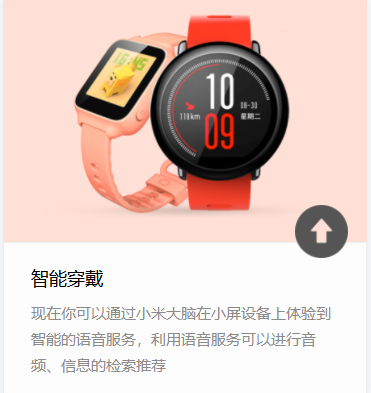 16:45
10
09
08-30
星期二
119km
智能穿戴
现在你可以通过小米大脑在小屏设备上体验到
智能的语音服务，利用语音服务可以进行音
频、信息的检索推荐